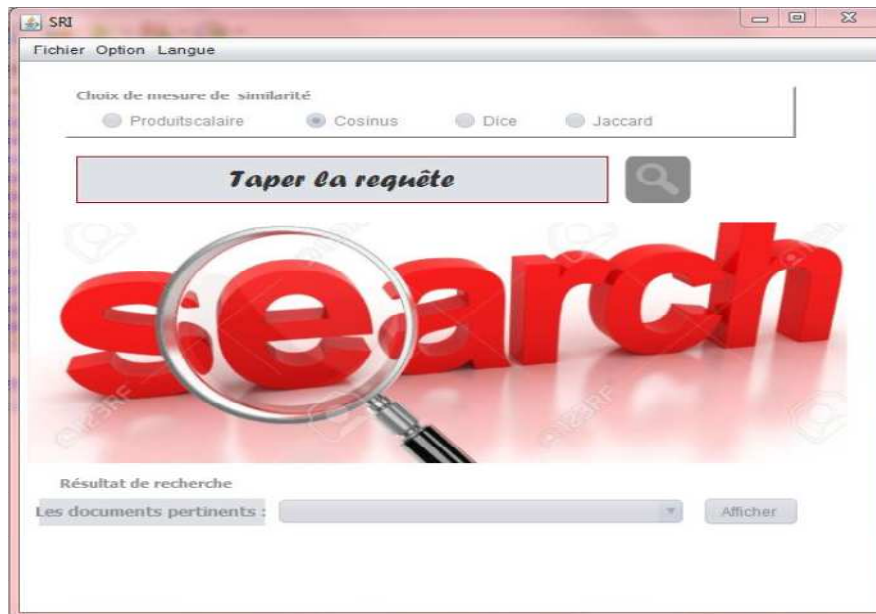 SRI
Fichier Option Langue
Choix de mesure de similarité
Produitscalaire Cosinus Dice Jaccard
Taper la requête
search
Résultat de recherche
Les documents pertinents :
Afficher